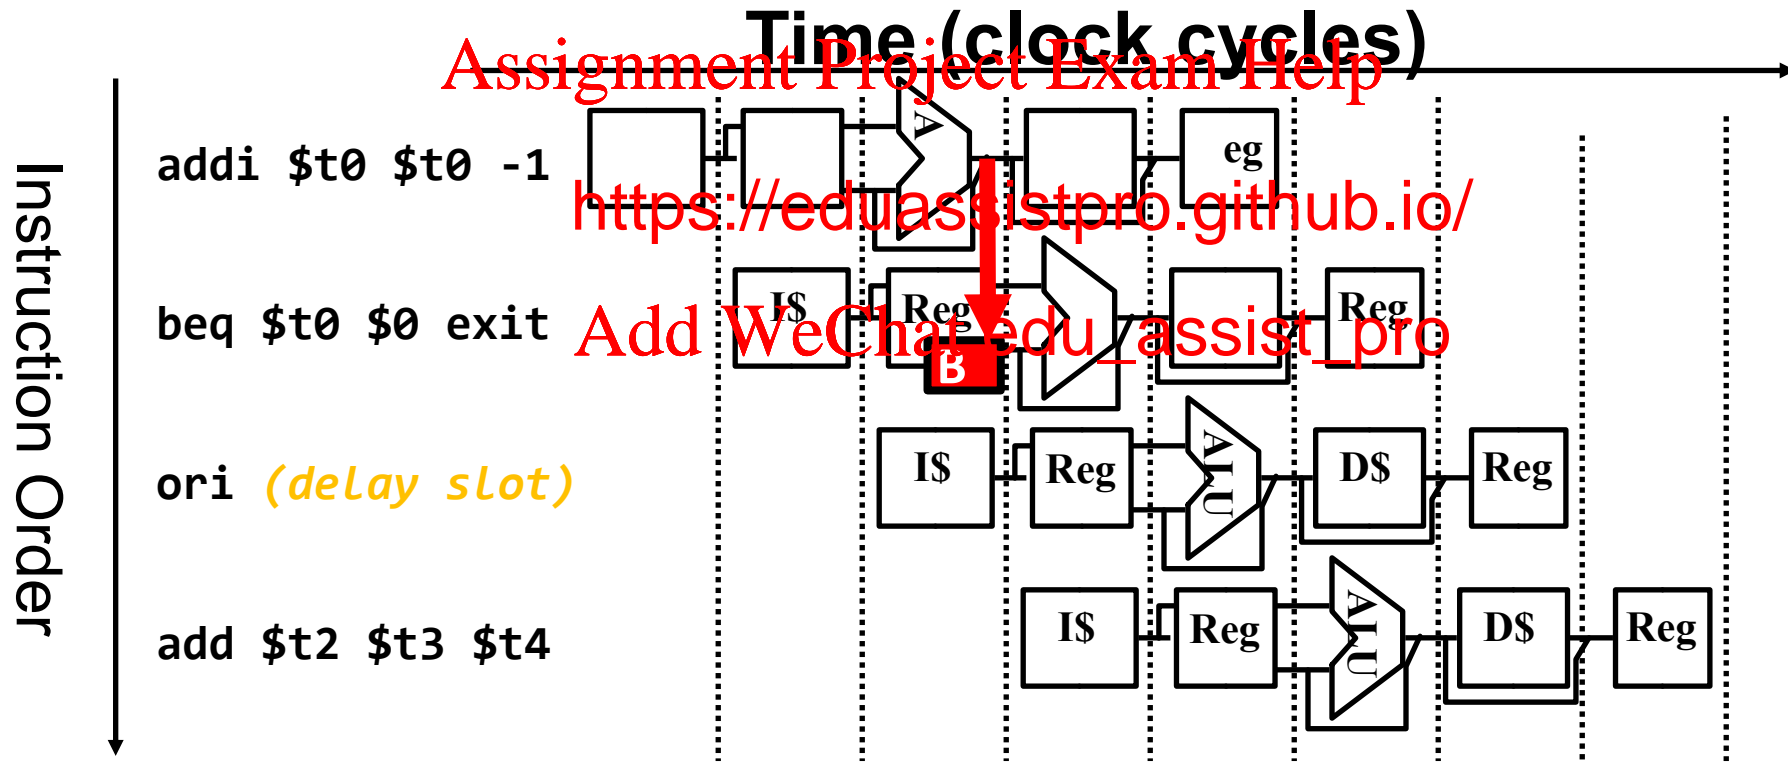 Time (clock cycles)
Assignment Project Exam Help
Instruction Order
addi $t0 $t0 -1
A
eg
https://eduassistpro.github.io/
beq $t0 $0 exit
I$
Reg
Reg
Add WeChat edu_assist_pro
B
ori (delay slot)
I$
Reg
ALU
D$
Reg
add $t2 $t3 $t4
I$
Reg
ALU
D$
Reg